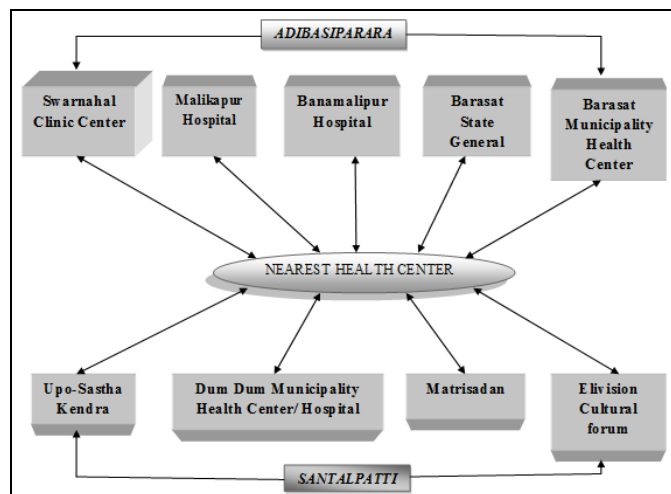 ADIBASIPARARA
Swarnahal
Clinic Center
Malikapur
Hospital
Banamalipur
Hospital
Barasat
State
General
Barasat
Municipality
Health
Center
NEAREST HEALTH CENTER
Upo-Sastha
Kendra
Dum Dum Municipality
Health Center/ Hospital
Matrisadan
Elivision
Cultural
forum
SANTALPATTI